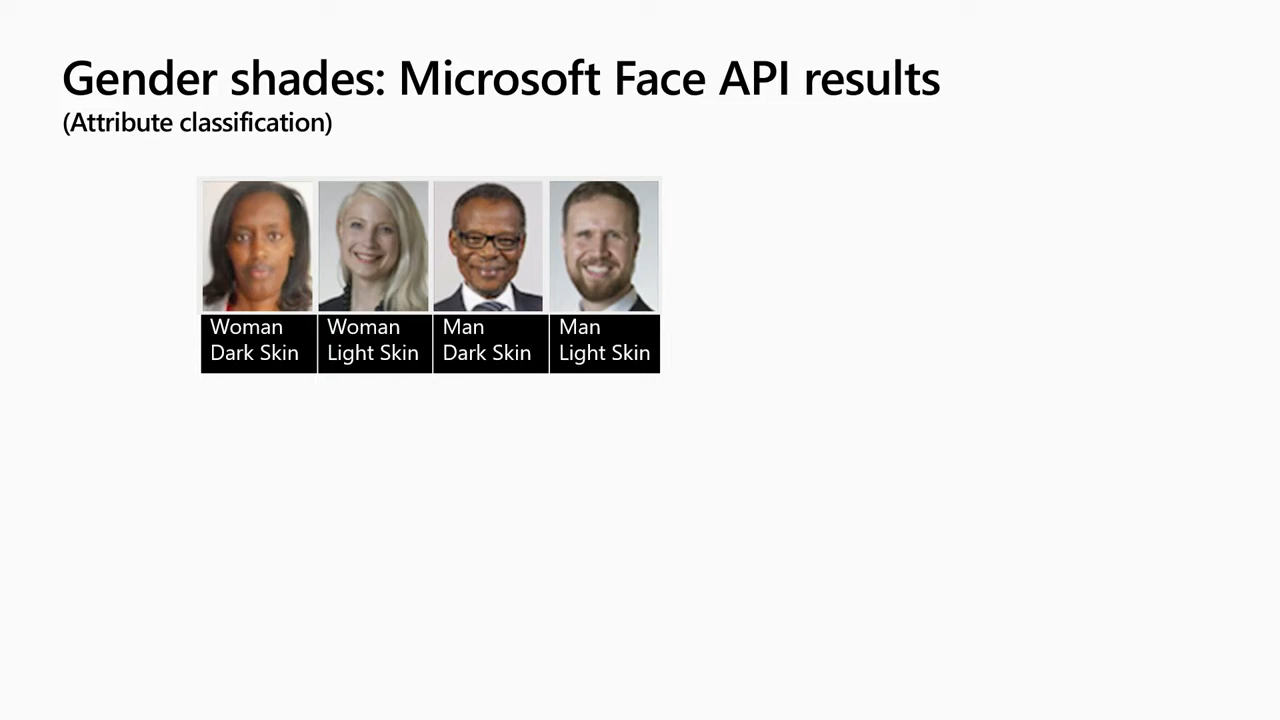 Gender shades: Microsoft Face API results
(Attribute classification)
Woman
Dark Skin
Woman
Light Skin
Man
Dark Skin
Man
Light Skin